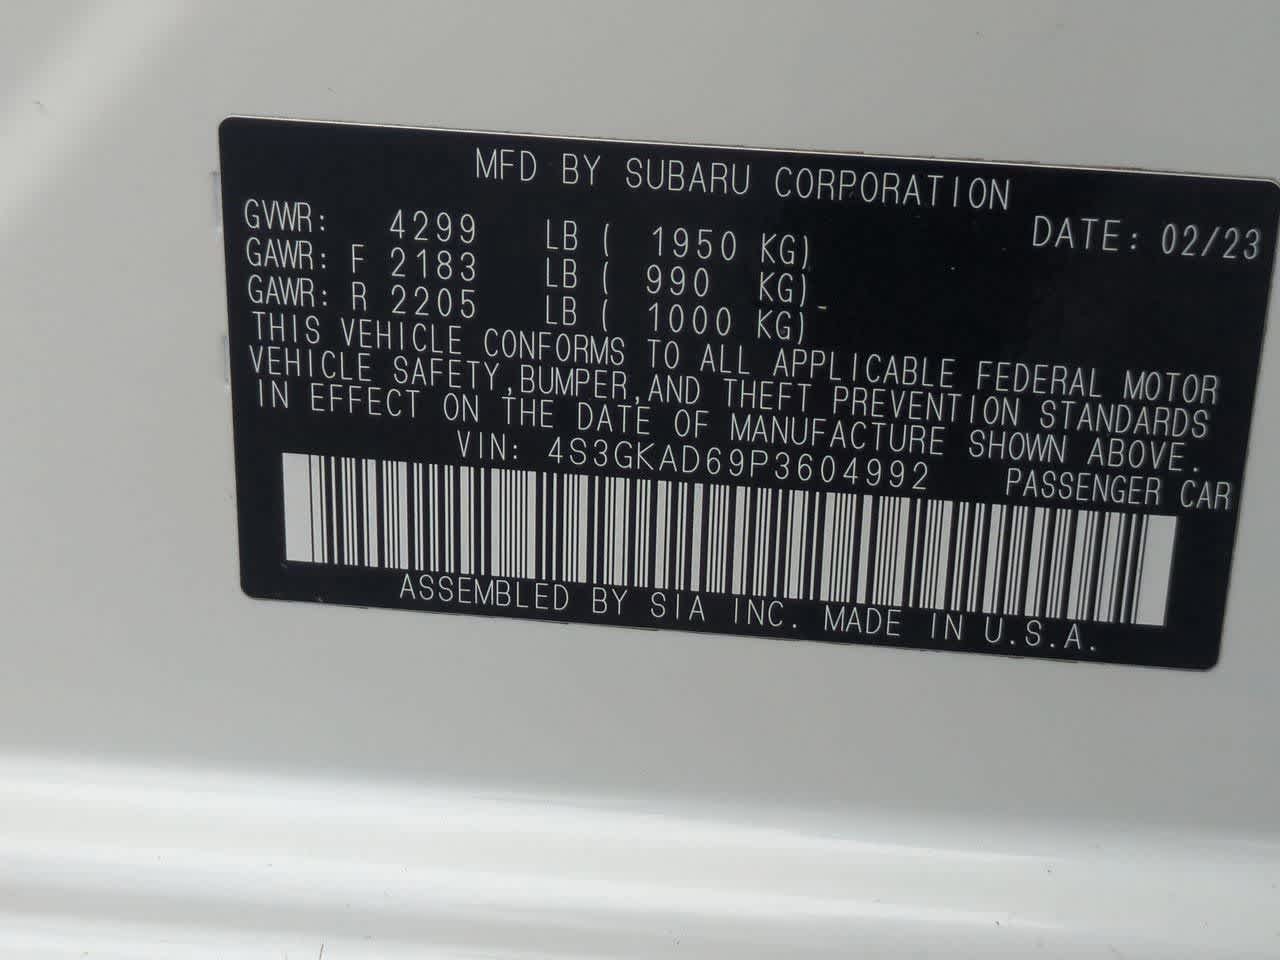 MFD BY SUBARU CORPORATION
DATE: 02/23
GVWR: 4299 LB ( 1950 KG)
GAWR: F 2183 LB ( 990 KG)
GAWR: R 2205 LB ( 1000 KG)
THIS VEHICLE CONFORMS TO ALL APPLICABLE FEDERAL MOTOR
VEHICLE SAFETY,BUMPER,AND THEFT PREVENTION STANDARDS
IN EFFECT ON THE DATE OF MANUFACTURE SHOWN ABOVE.
VIN: 4S3GKAD69P3604992 PASSENGER CAR
ASSEMBLED BY SIA INC. MADE IN U.S.A.